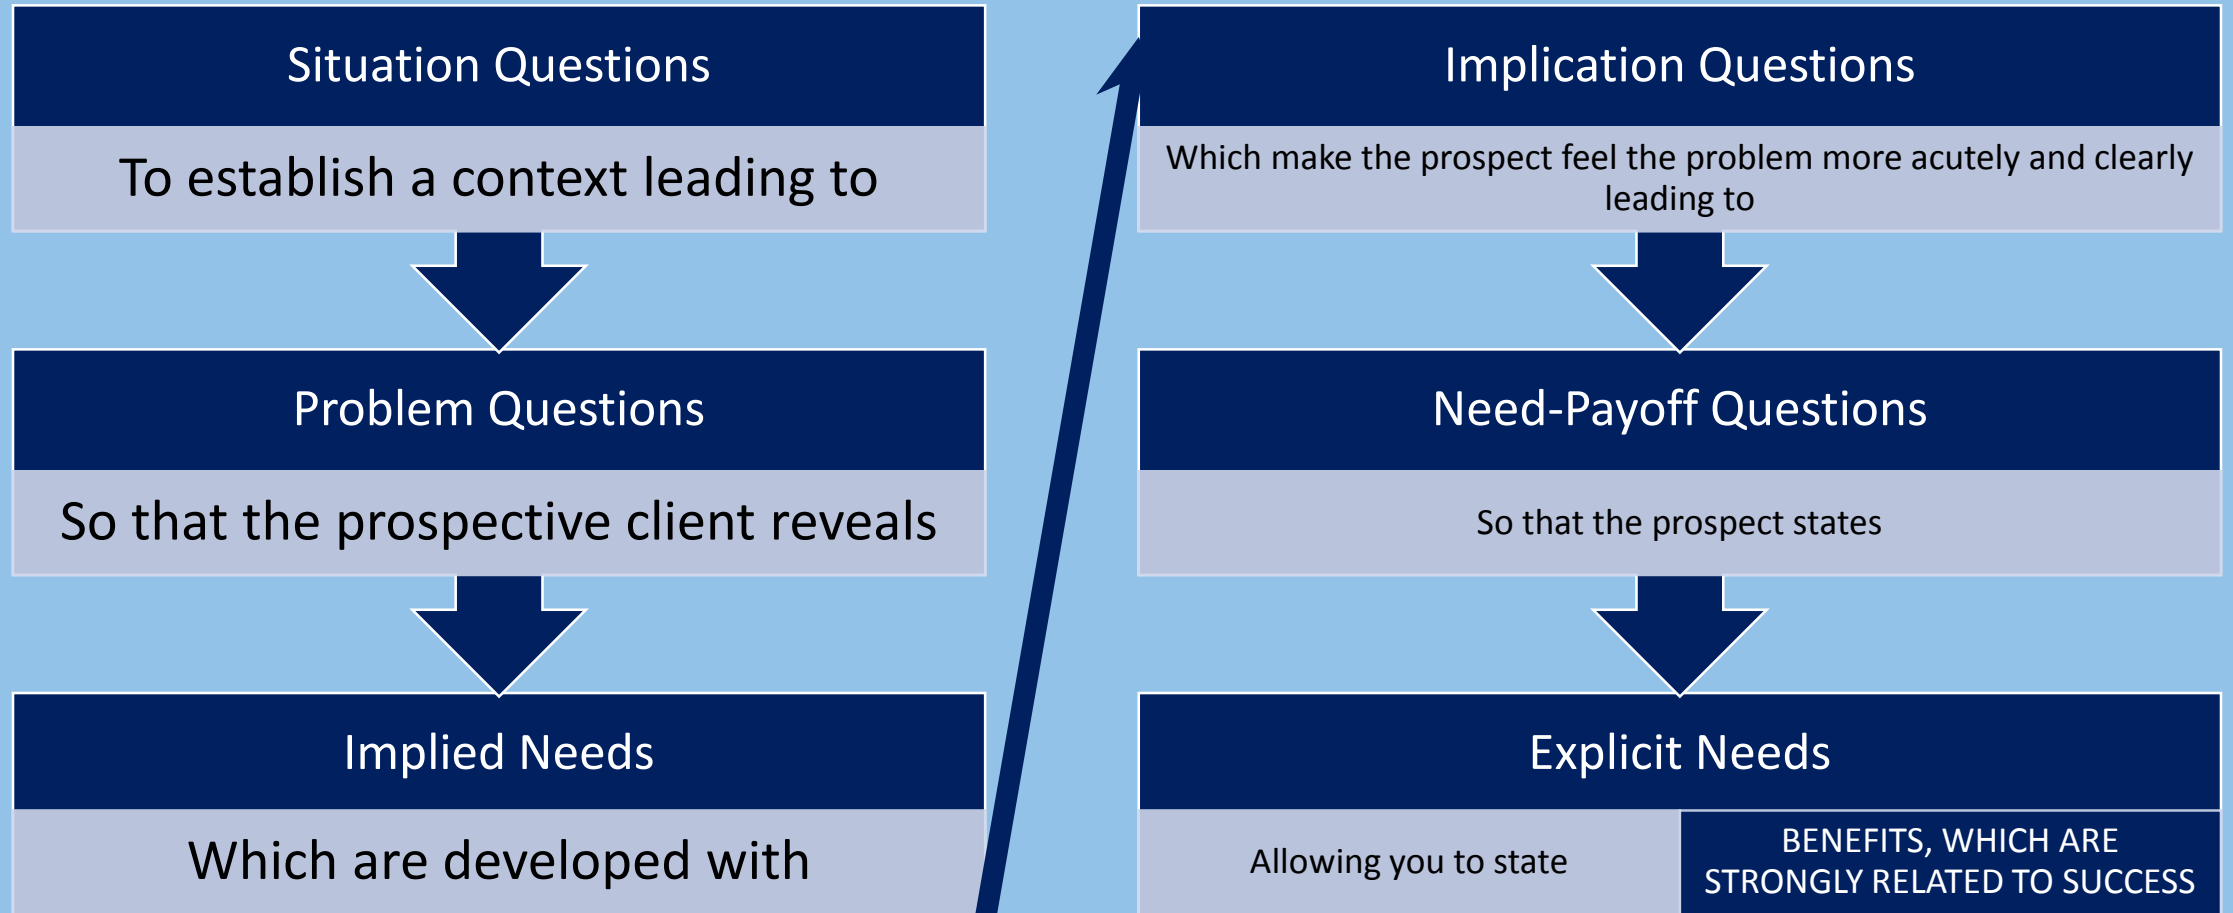 Situation Questions
To establish a context leading to
Problem Questions
So that the prospective client reveals
Implied Needs
Which are developed with
Implication Questions
Which make the prospect feel the problem more acutely and clearly
leading to
Need-Payoff Questions
So that the prospect states
Explicit Needs
Allowing you to state
BENEFITS, WHICH ARE
STRONGLY RELATED TO SUCCESS